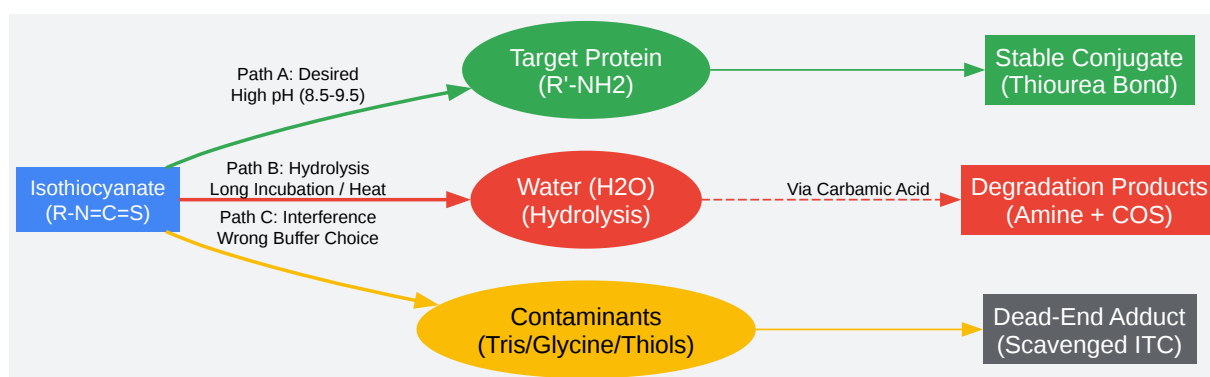 Target Protein
(R'-NH2)
Stable Conjugate
(Thiourea Bond)
Path A: Desired
High pH (8.5-9.5)
Isothiocyanate
(R-N=C=S)
Path B: Hydrolysis
Long Incubation / Heat
Water (H2O)
(Hydrolysis)
Via Carbamic Acid
Degradation Products
(Amine + COS)
Path C: Interference
Wrong Buffer Choice
Contaminants
(Tris/Glycine/Thiols)
Dead-End Adduct
(Scavenged ITC)